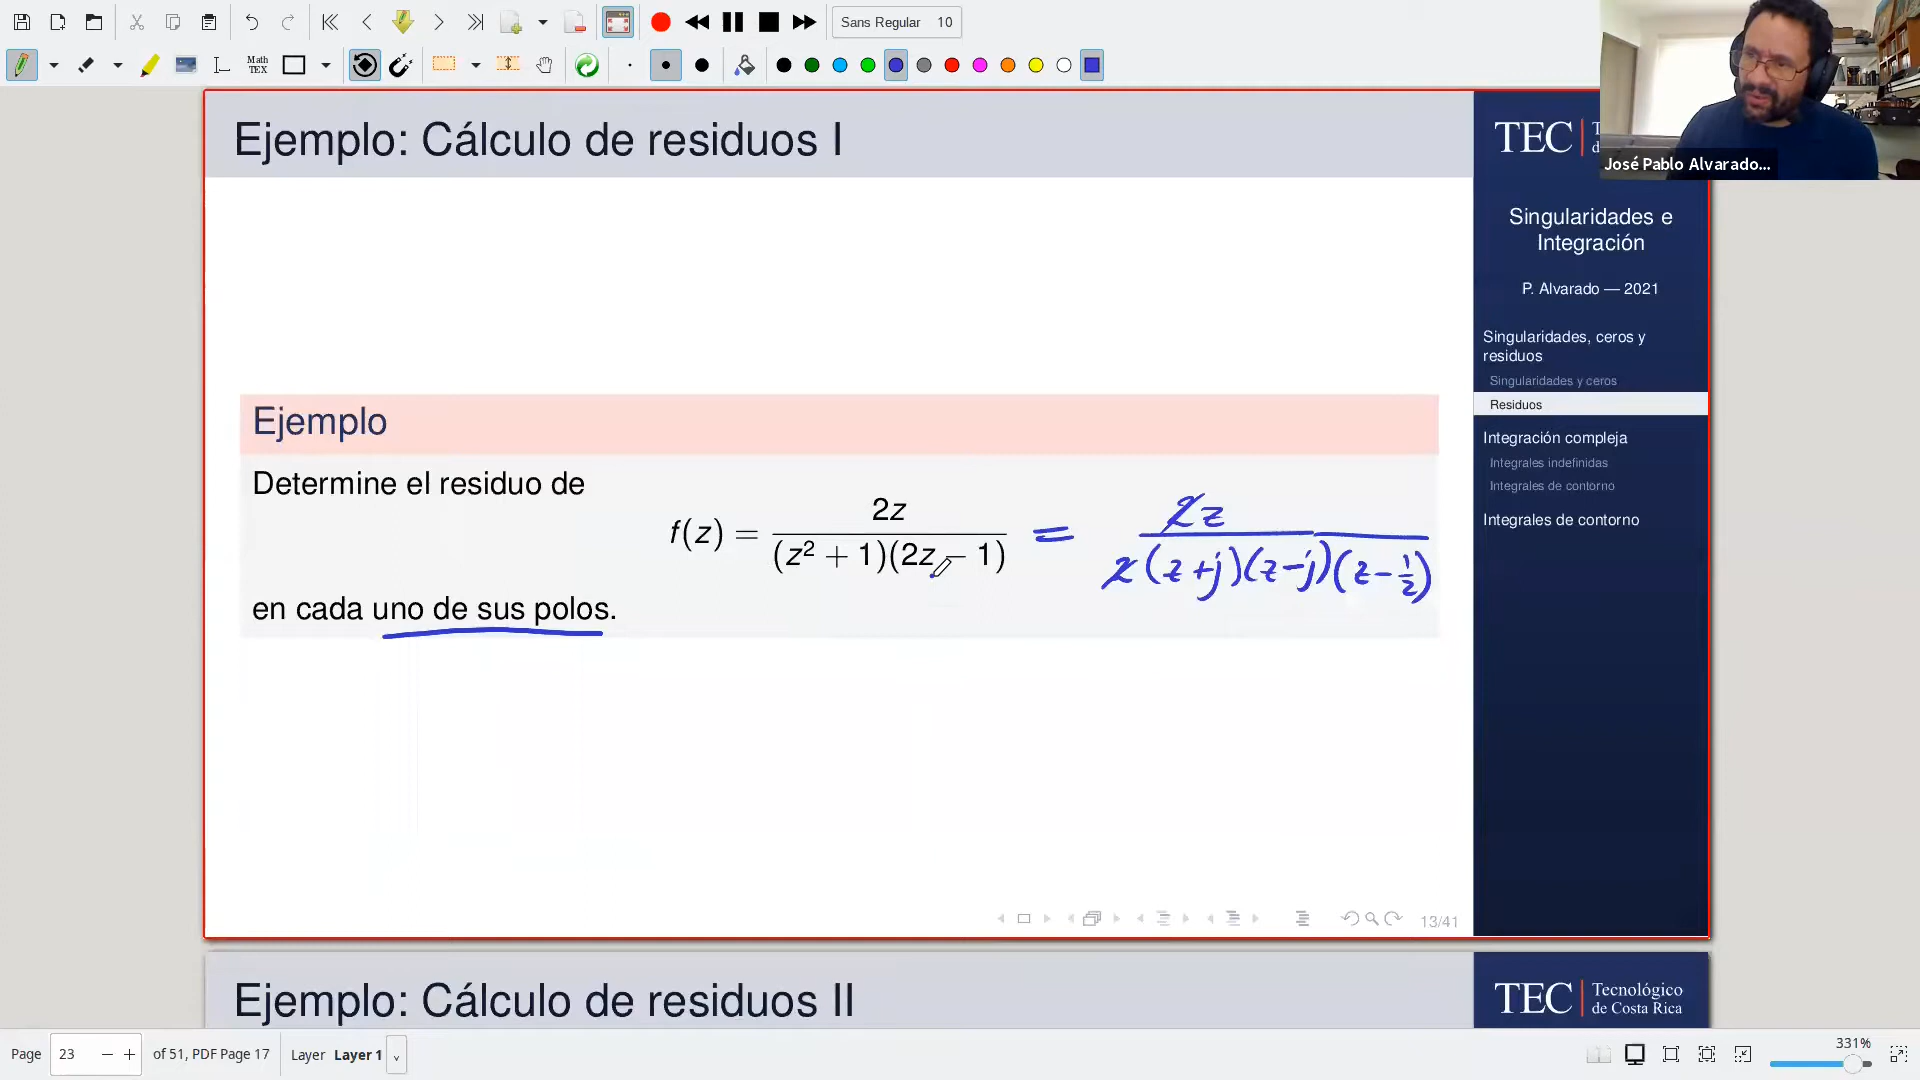 Sans Regular 10
Math
TEX
Ejemplo: Cálculo de residuos I
TEC
José Pablo Alvarado...
Singularidades e
Integración
P. Alvarado — 2021
Singularidades, ceros y
residuos
Singularidades y ceros
Residuos
Integración compleja
Integrales indefinidas
Integrales de contorno
Integrales de contorno
Ejemplo
Determine el residuo de
f(z) = 2z / (z² + 1)(2z − 1) = 2z / 2(z+j)(z-j)(z-1/2)
en cada uno de sus polos.
13/41
Ejemplo: Cálculo de residuos II
TEC Tecnológico
de Costa Rica
Page 23 of 51, PDF Page 17 Layer Layer 1 331%